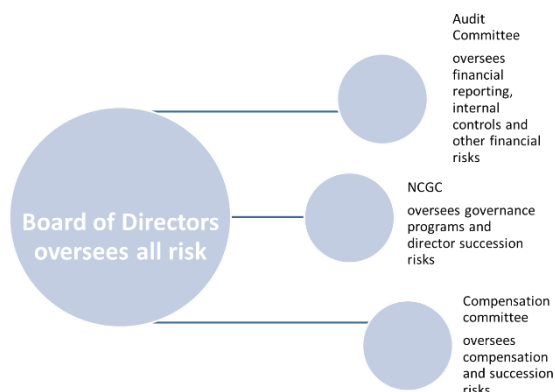 Audit
Committee
oversees
financial
reporting,
internal
controls and
other financial
risks
Board of Directors
oversees all risk
NCGC
oversees governance
programs and
director succession
risks
Compensation
committee
oversees
compensation
and succession
risks